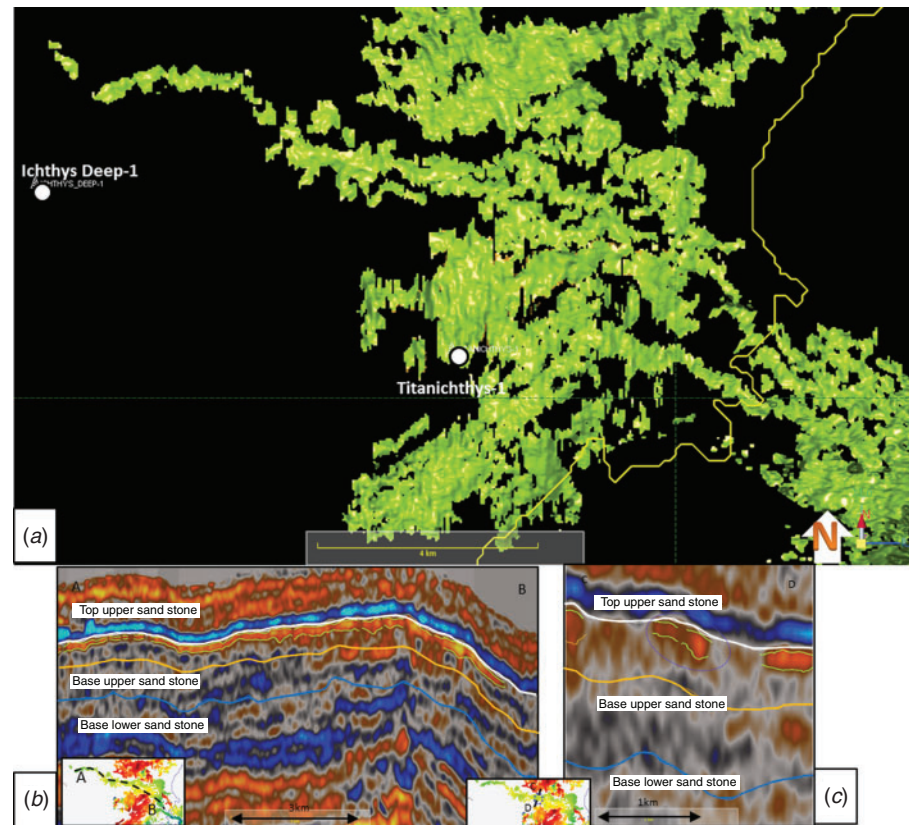 Ichthys Deep-1
ICHTHYS_DEEP-1
Titanichthys-1
4 km
N
(a)
A
B
Top upper sand stone
Base upper sand stone
Base lower sand stone
A
B
3km
(b)
D
Top upper sand stone
Base upper sand stone
Base lower sand stone
D
1km
(c)